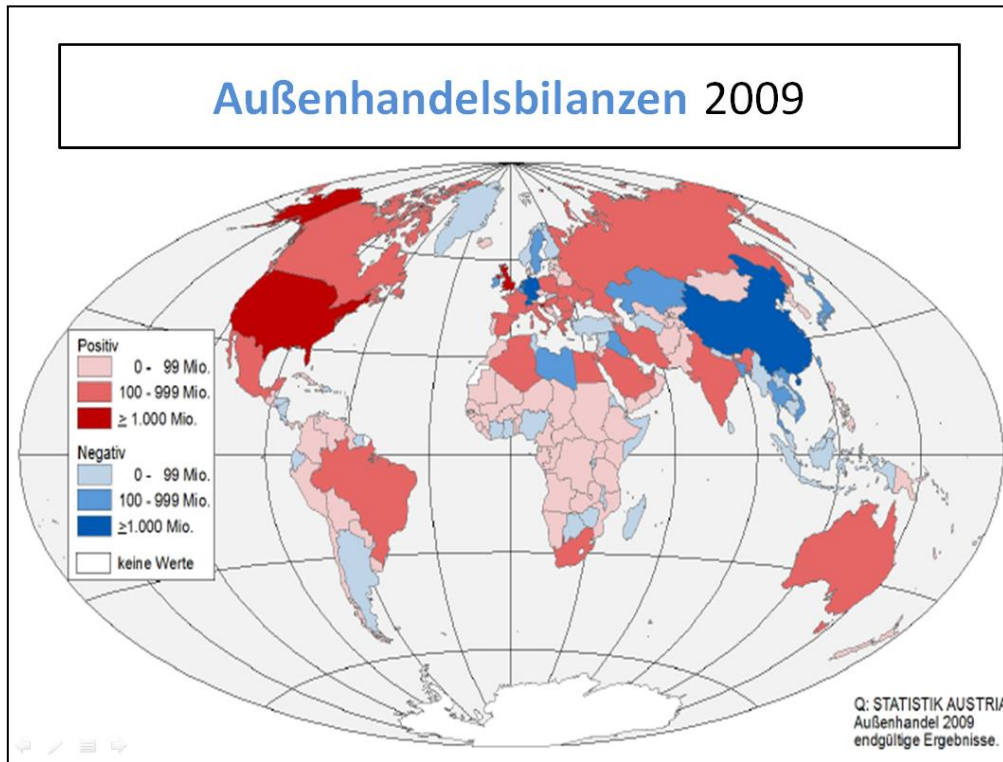 Außenhandelsbilanzen 2009
Positiv
0 - 99 Mio.
100 - 999 Mio.
≥ 1.000 Mio.
Negativ
0 - 99 Mio.
100 - 999 Mio.
≥1.000 Mio.
keine Werte
Q: STATISTIK AUSTRIA
Außenhandel 2009
endgültige Ergebnisse.